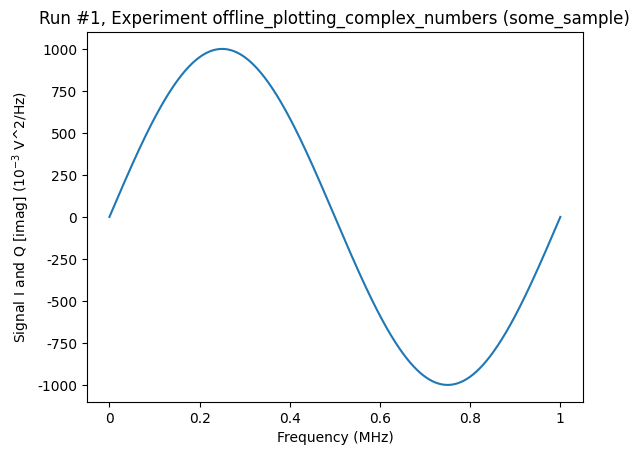 Run #1, Experiment offline_plotting_complex_numbers (some_sample)
1000
750
500
250
0
-250
-500
-750
-1000
Signal I and Q [imag] (10⁻³ V^2/Hz)
0 0.2 0.4 0.6 0.8 1
Frequency (MHz)